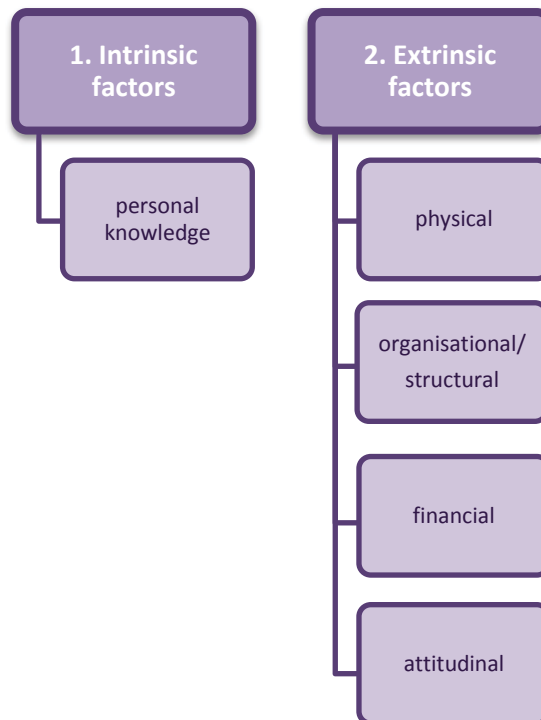 1. Intrinsic
factors
personal
knowledge
2. Extrinsic
factors
physical
organisational/
structural
financial
attitudinal